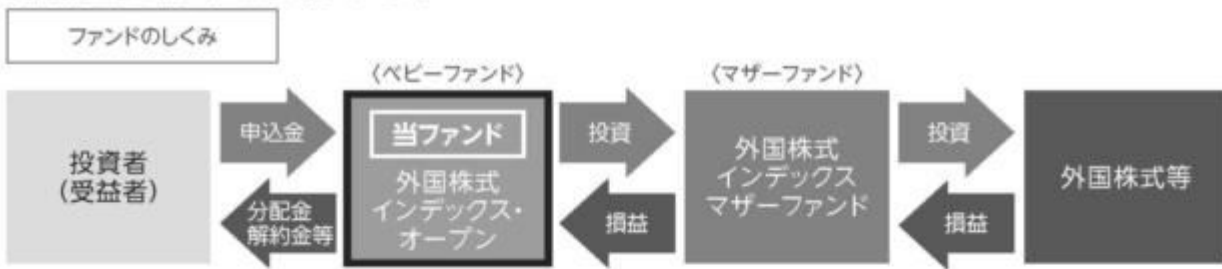 ファンドのしくみ
〈ベビーファンド〉
〈マザーファンド〉
投資者
（受益者）
申込金
分配金
解約金等
当ファンド
外国株式
インデックス・
オープン
投資
損益
外国株式
インデックス
マザーファンド
投資
損益
外国株式等